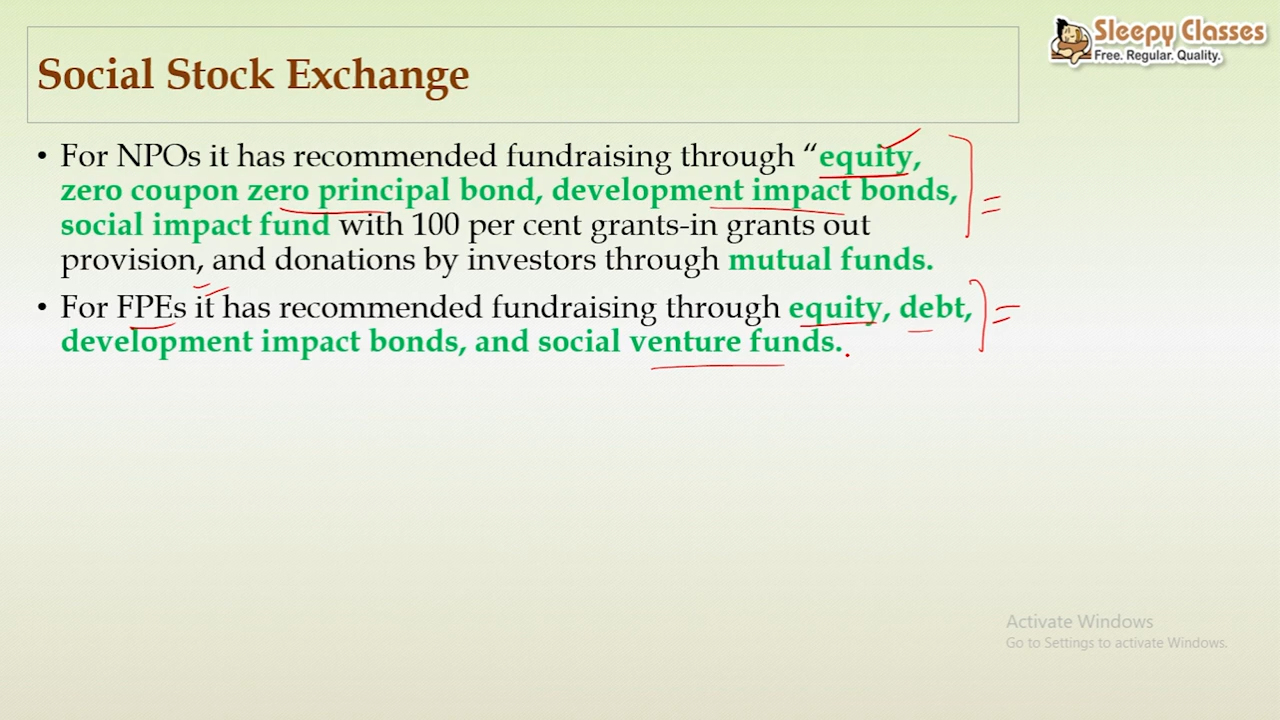 Sleepy Classes
Free. Regular. Quality.
Social Stock Exchange
• For NPOs it has recommended fundraising through “equity,
zero coupon zero principal bond, development impact bonds,
social impact fund with 100 per cent grants-in grants out
provision, and donations by investors through mutual funds.
• For FPEs it has recommended fundraising through equity, debt,
development impact bonds, and social venture funds.
Activate Windows
Go to Settings to activate Windows.